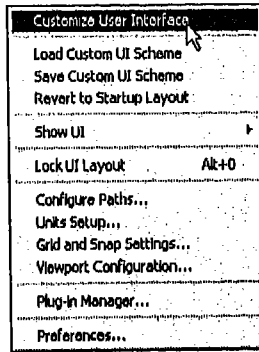 Customize User Interface
Load Custom UI Scheme
Save Custom UI Scheme
Revert to Startup Layout
Show UI
Lock UI Layout Alt+0
Configure Paths...
Units Setup...
Grid and Snap Settings...
Viewport Configuration...
Plug-in Manager...
Preferences...